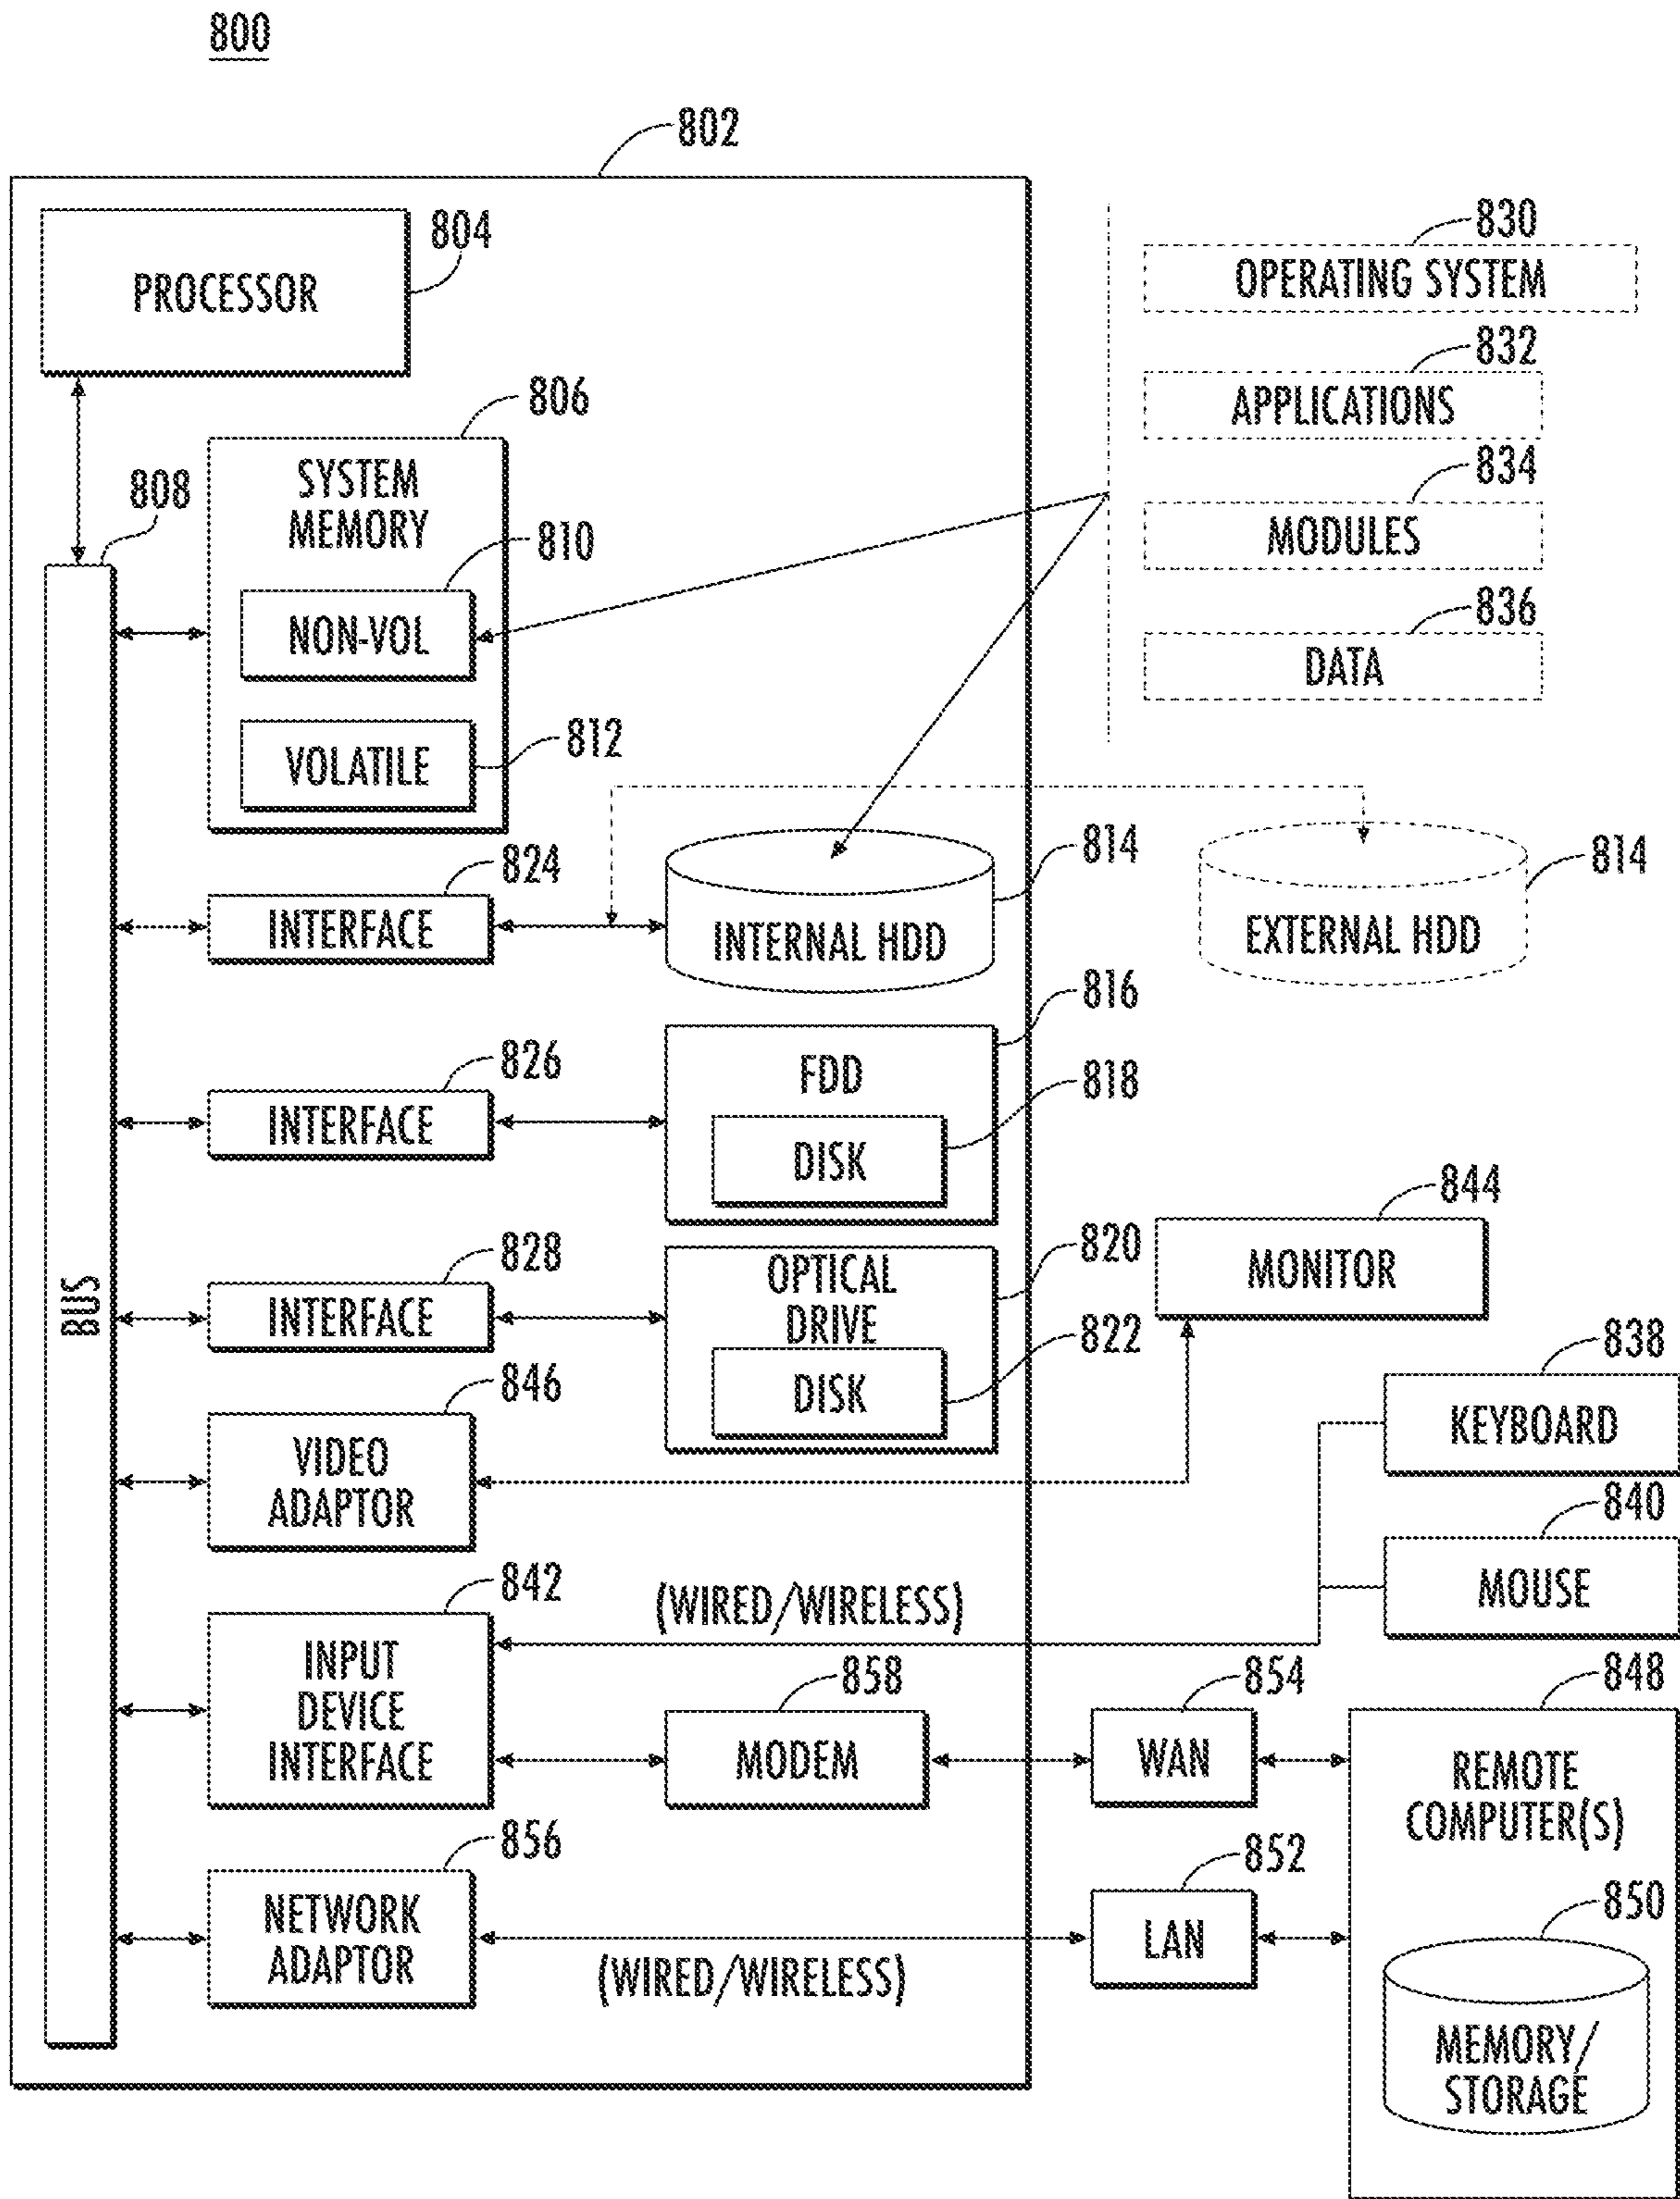 800
802
PROCESSOR
804
830
OPERATING SYSTEM
832
APPLICATIONS
834
MODULES
836
DATA
806
SYSTEM
MEMORY
808
810
NON-VOL
812
VOLATILE
BUS
824
INTERFACE
814
INTERNAL HDD
814
EXTERNAL HDD
826
INTERFACE
816
FDD
818
DISK
828
INTERFACE
820
OPTICAL
DRIVE
822
DISK
844
MONITOR
846
VIDEO
ADAPTOR
838
KEYBOARD
840
MOUSE
842
INPUT
DEVICE
INTERFACE
(WIRED/WIRELESS)
858
MODEM
854
WAN
848
REMOTE
COMPUTER(S)
856
NETWORK
ADAPTOR
(WIRED/WIRELESS)
852
LAN
850
MEMORY/
STORAGE